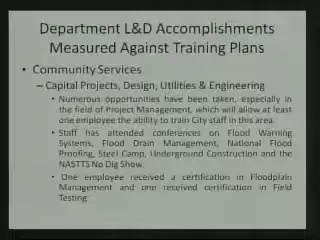 Department L&D Accomplishments
Measured Against Training Plans
• Community Services
– Capital Projects, Design, Utilities & Engineering
• Numerous opportunities have been taken, especially in
the field of Project Management, which will allow at least
one employee the ability to train City staff in this area.
• Staff has attended conferences on Flood Warning
Systems, Flood Drain Management, National Flood
Proofing, Steel Camp, Underground Construction and the
NASTTS No Dig Show.
• One employee received a certification in Floodplain
Management and one received certification in Field
Testing.